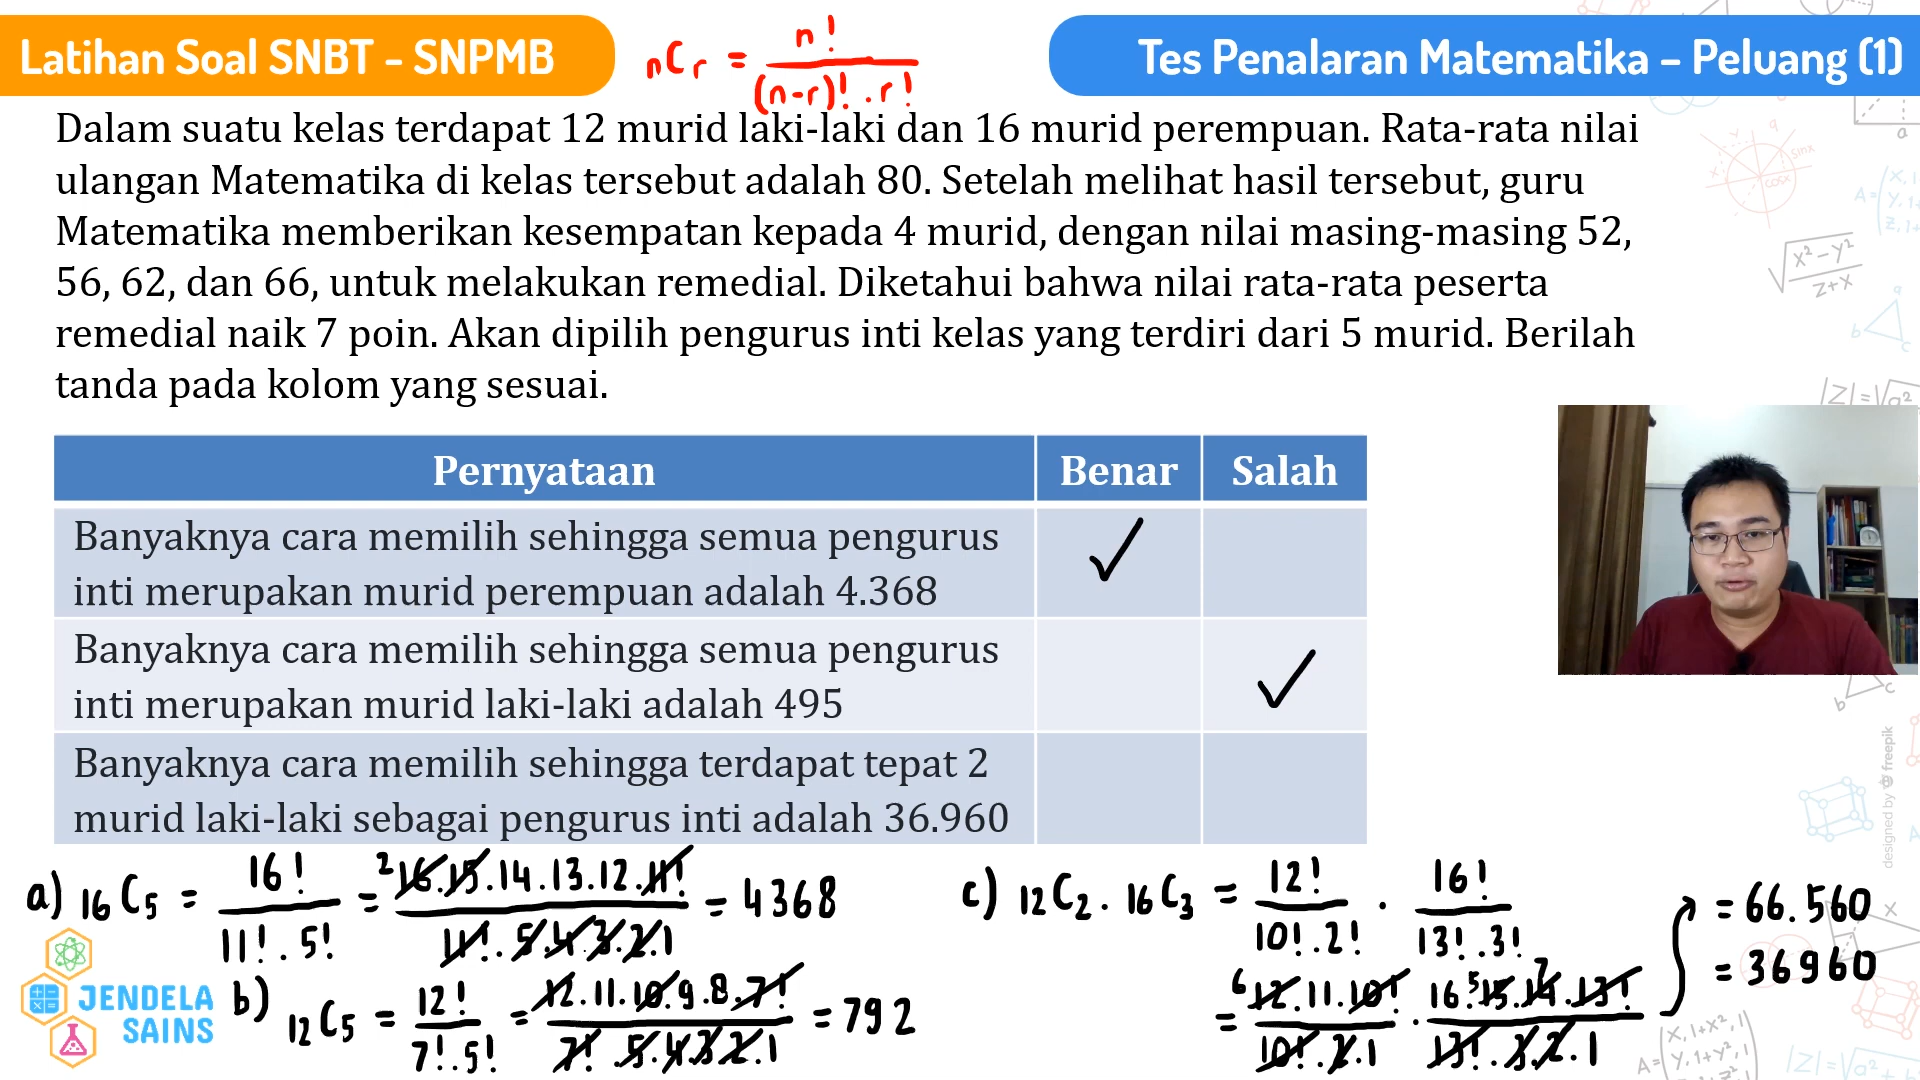 Latihan Soal SNBT - SNPMB
nCr = n! / (n-r)! . r!
Tes Penalaran Matematika – Peluang (1)
Dalam suatu kelas terdapat 12 murid laki-laki dan 16 murid perempuan. Rata-rata nilai
ulangan Matematika di kelas tersebut adalah 80. Setelah melihat hasil tersebut, guru
Matematika memberikan kesempatan kepada 4 murid, dengan nilai masing-masing 52,
56, 62, dan 66, untuk melakukan remedial. Diketahui bahwa nilai rata-rata peserta
remedial naik 7 poin. Akan dipilih pengurus inti kelas yang terdiri dari 5 murid. Berilah
tanda pada kolom yang sesuai.
Pernyataan Benar Salah
Banyaknya cara memilih sehingga semua pengurus
inti merupakan murid perempuan adalah 4.368 ✓
Banyaknya cara memilih sehingga semua pengurus
inti merupakan murid laki-laki adalah 495 ✓
Banyaknya cara memilih sehingga terdapat tepat 2
murid laki-laki sebagai pengurus inti adalah 36.960
a) 16C5 = 16! / 11! . 5! = 2 16.15.14.13.12.11! / 11! . 5.4.3.2.1 = 4368
b) 12C5 = 12! / 7! . 5! = 12.11.10.9.8.7! / 7! . 5.4.3.2.1 = 792
c) 12C2 . 16C3 = 12! / 10! . 2! . 16! / 13! . 3!
= 6 12.11.10! / 10! . 2.1 . 16.5 15.7 14.13! / 13! . 3.2.1
= 66.560
= 36960
JENDELA
SAINS
designed by freepik